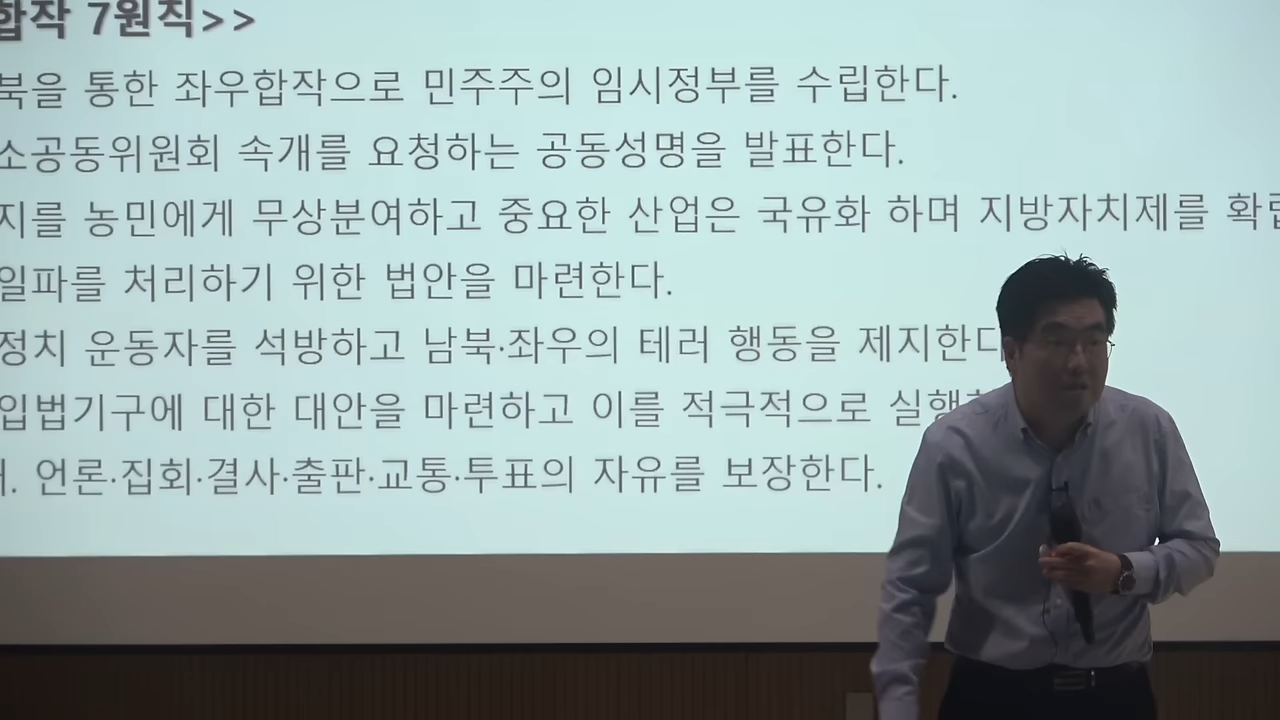 합작 7원칙>>
북을 통한 좌우합작으로 민주주의 임시정부를 수립한다.
소공동위원회 속개를 요청하는 공동성명을 발표한다.
지를 농민에게 무상분여하고 중요한 산업은 국유화 하며 지방자치제를 확립
일파를 처리하기 위한 법안을 마련한다.
정치 운동자를 석방하고 남북·좌우의 테러 행동을 제지한다
입법기구에 대한 대안을 마련하고 이를 적극적으로 실행
. 언론·집회·결사·출판·교통·투표의 자유를 보장한다.